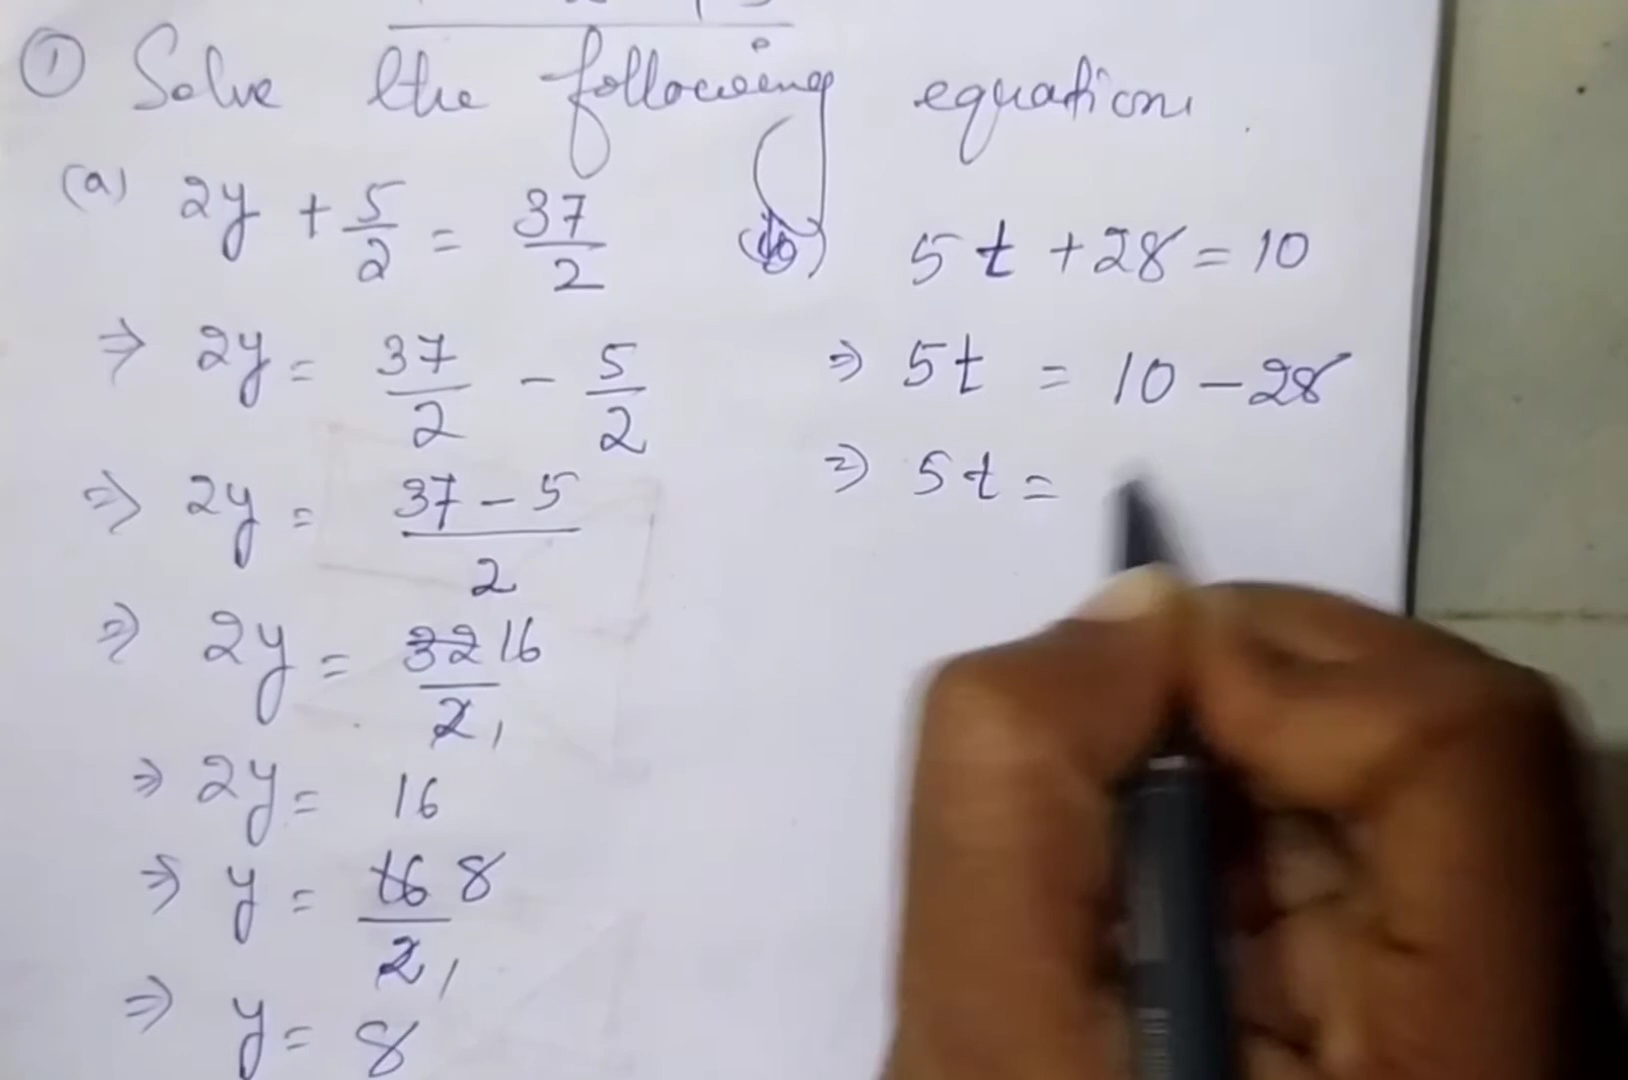 ① Solve the following equation.
(a) 2y + 5/2 = 37/2
⇒ 2y = 37/2 - 5/2
⇒ 2y = 37 - 5/2
⇒ 2y = 32 16/2 1
⇒ 2y = 16
⇒ y = 16 8/2 1
⇒ y = 8
(b) 5t + 28 = 10
⇒ 5t = 10 - 28
⇒ 5t =